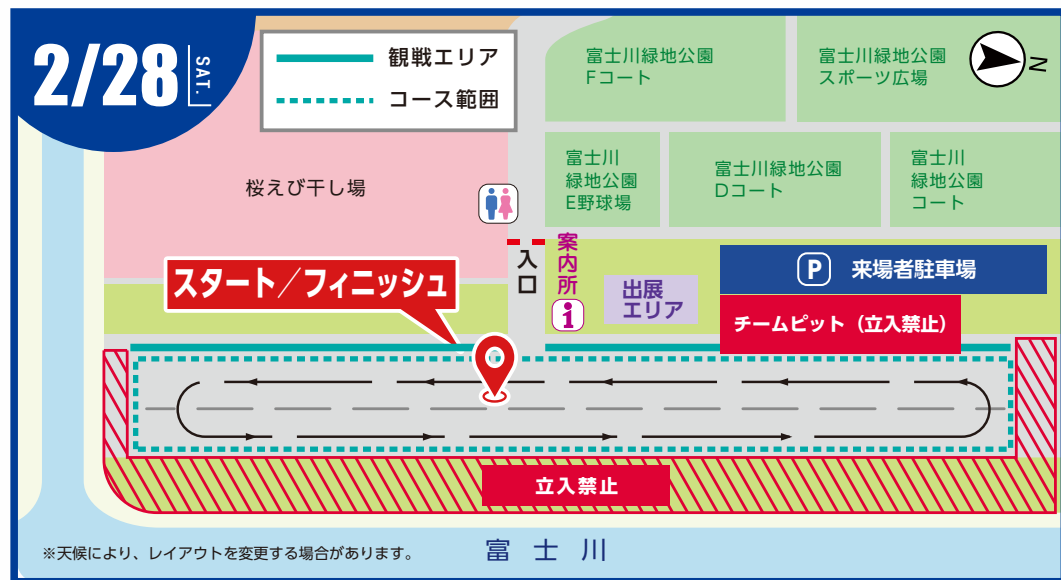 2/28
SAT.
観戦エリア
コース範囲
富士川緑地公園
Fコート
富士川緑地公園
スポーツ広場
N
桜えび干し場
富士川
緑地公園
E野球場
富士川緑地公園
Dコート
富士川
緑地公園
コート
入口
案内所
i
出展
エリア
P 来場者駐車場
チームピット（立入禁止）
スタート／フィニッシュ
立入禁止
※天候により、レイアウトを変更する場合があります。
富士川